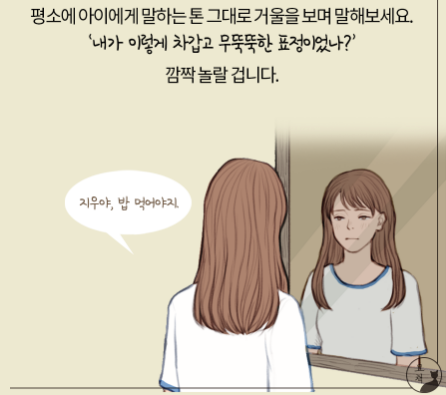 평소에 아이에게 말하는 톤 그대로 거울을 보며 말해보세요.
‘내가 이렇게 차갑고 무뚝뚝한 표정이었나?’
깜짝 놀랄 겁니다.
지우야, 밥 먹어야지.